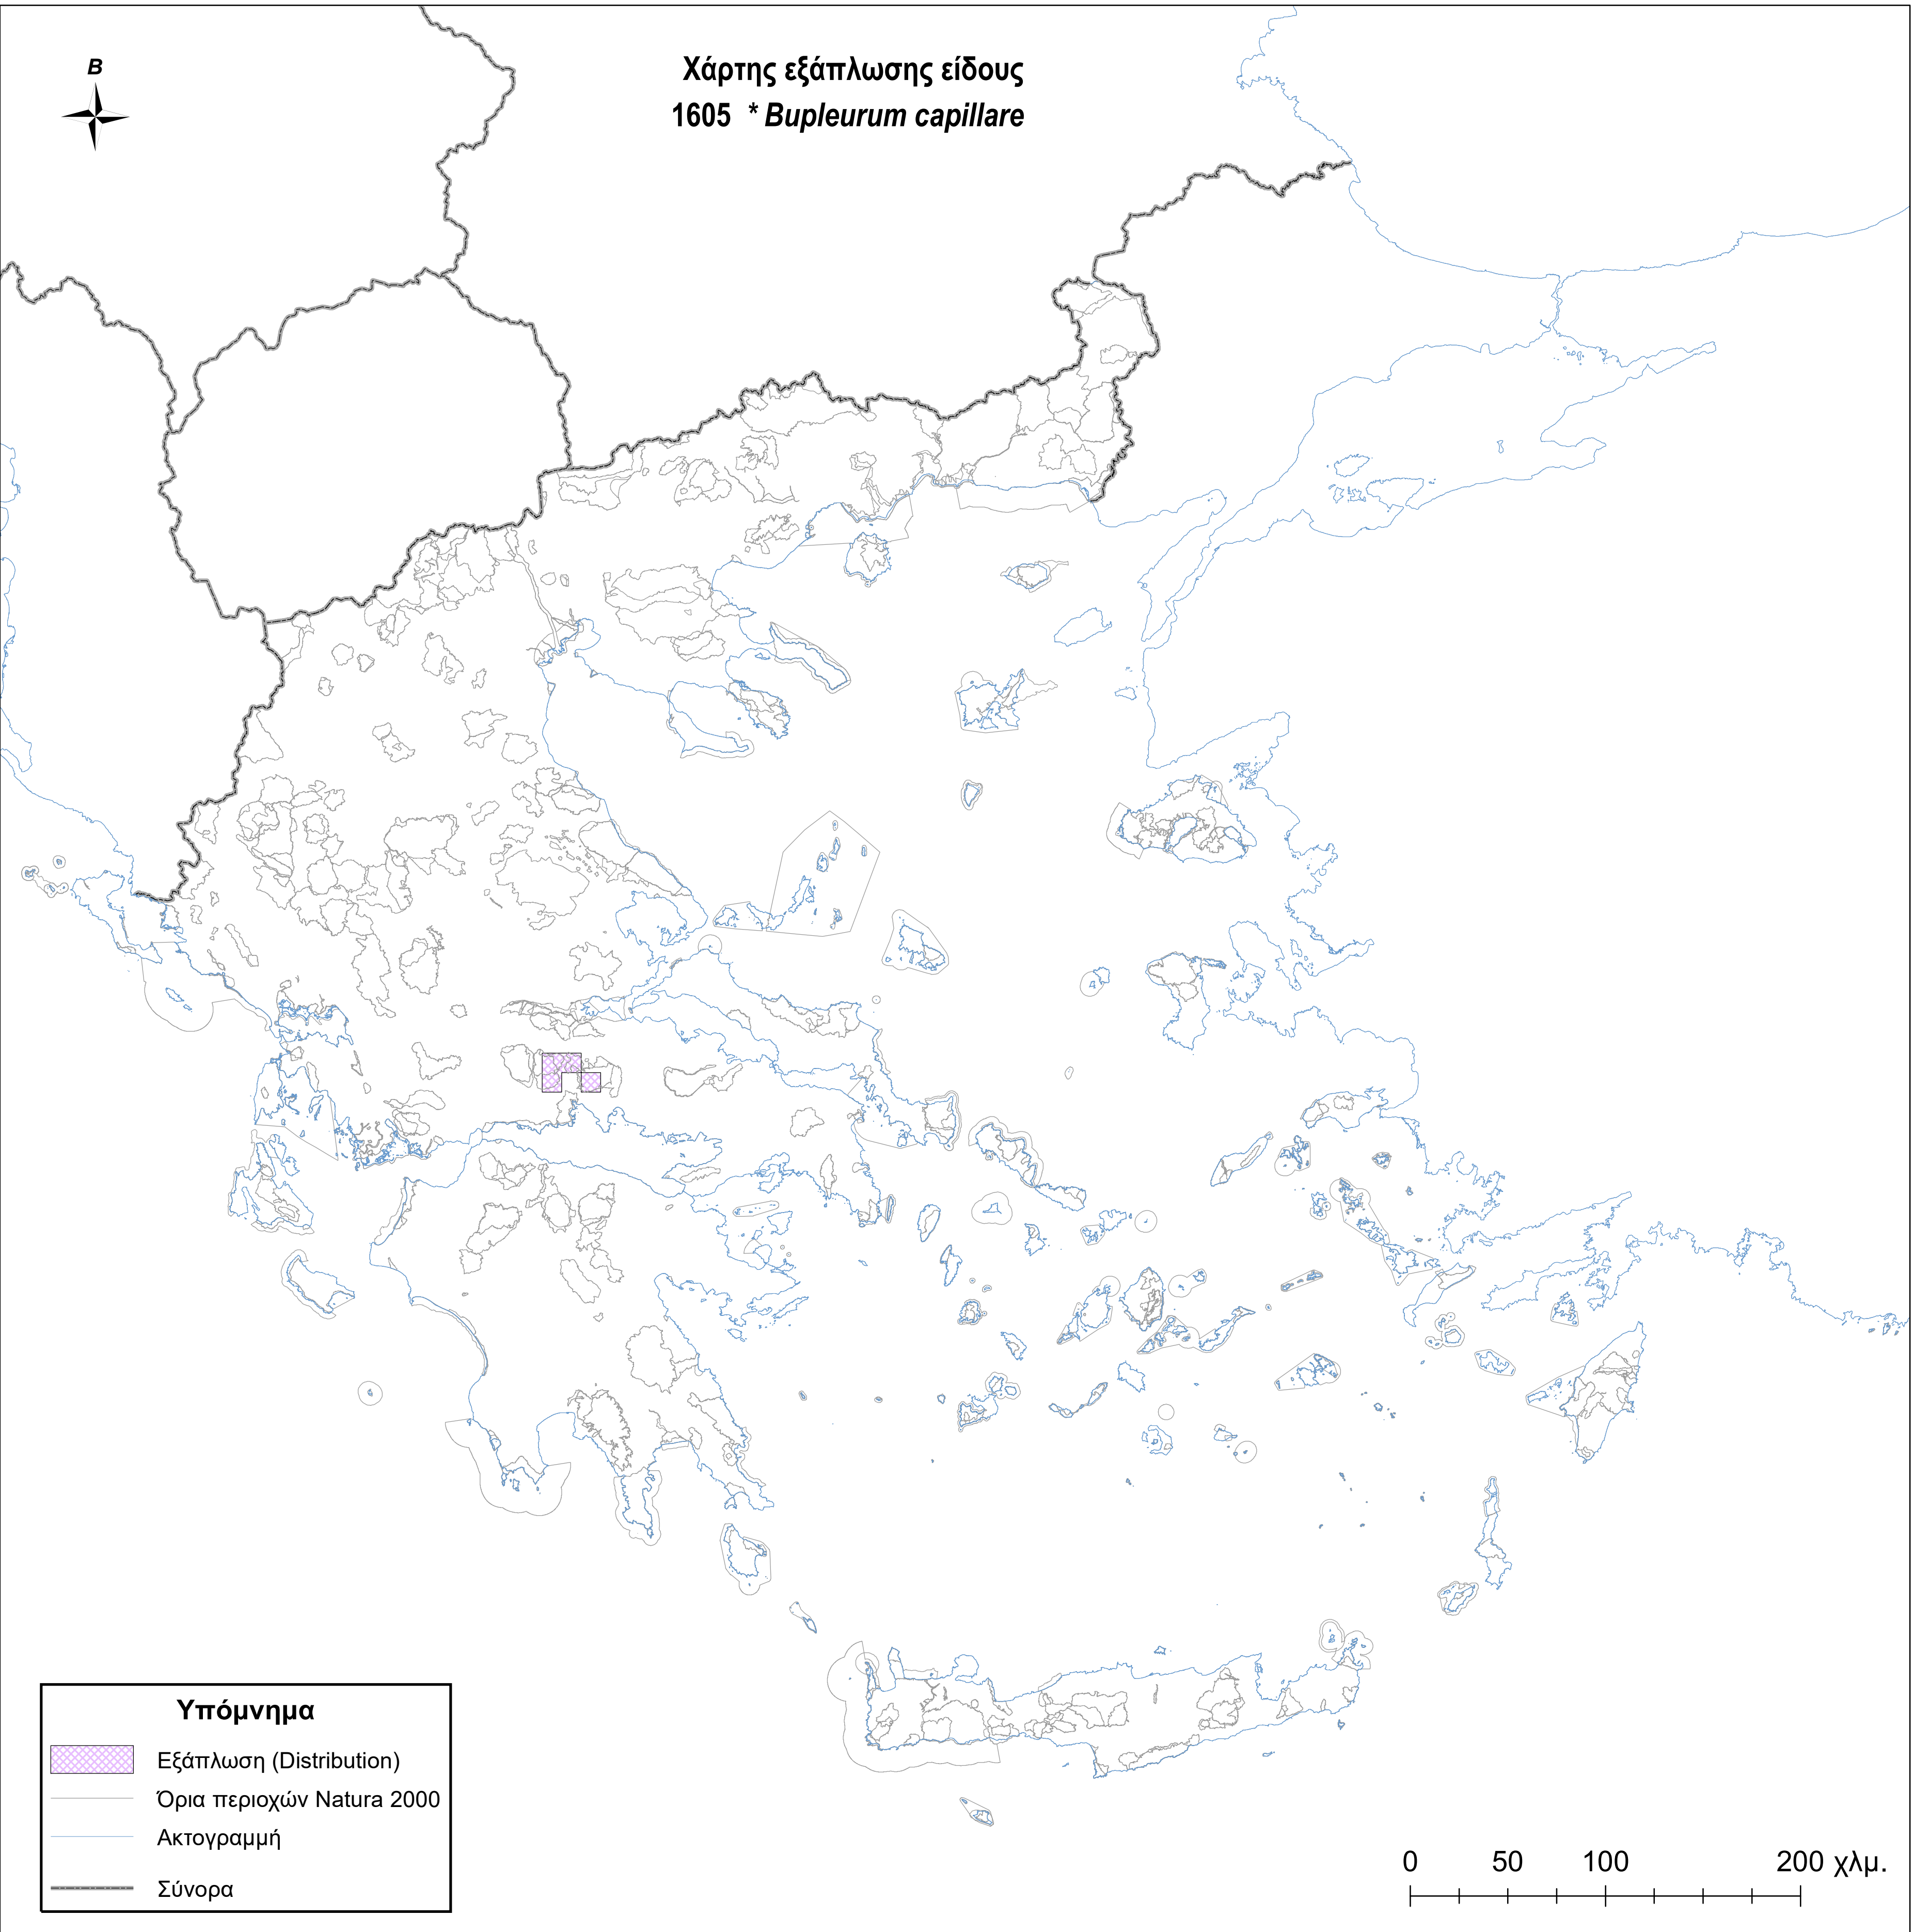 Β
Χάρτης εξάπλωσης είδους
1605 * Bupleurum capillare
Υπόμνημα
Εξάπλωση (Distribution)
Όρια περιοχών Natura 2000
Ακτογραμμή
Σύνορα
0 50 100 200 χλμ.